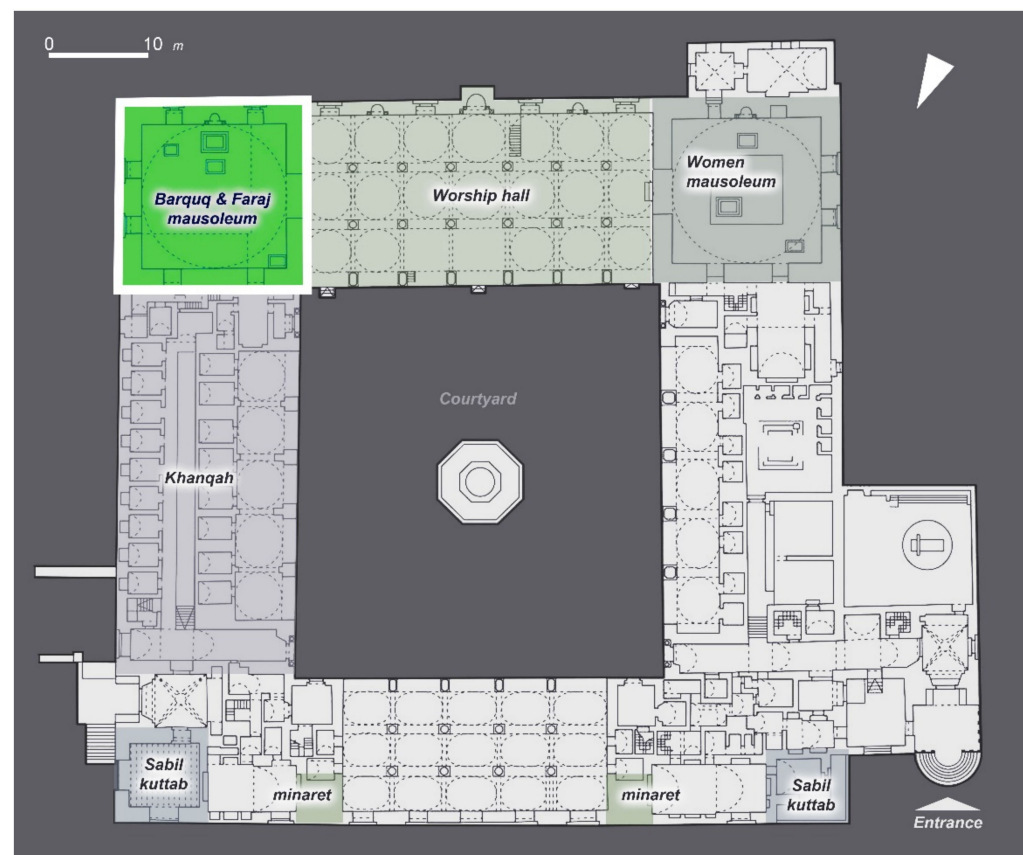 0 10 m
Barquq & Faraj
mausoleum
Worship hall
Women
mausoleum
Courtyard
Khanqah
Sabil
kuttab
minaret
minaret
Sabil
kuttab
Entrance